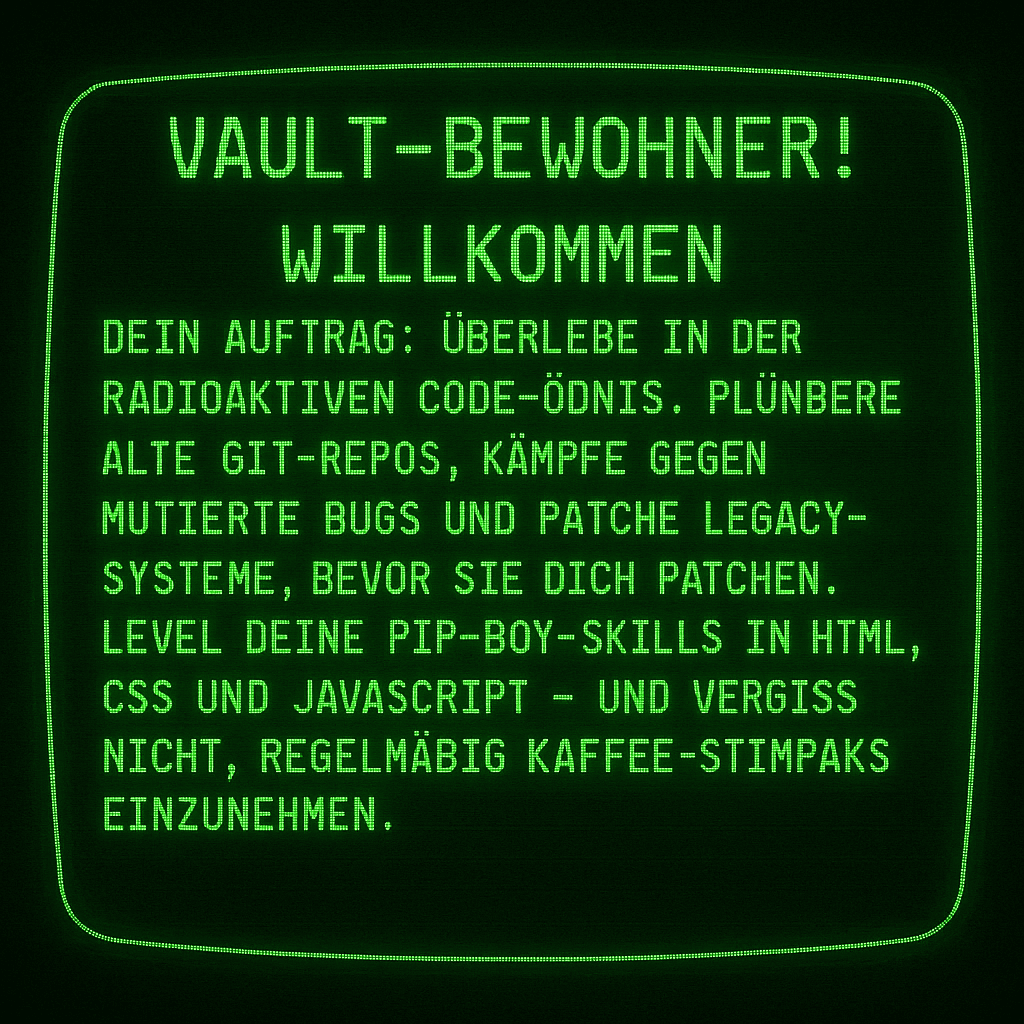 VAULT-BEWOHNER!
WILLKOMMEN
DEIN AUFTRAG: ÜBERLEBE IN DER
RADIOAKTIVEN CODE-ÖDNIS. PLÜNBERE
ALTE GIT-REPOS, KÄMPFE GEGEN
MUTIERTE BUGS UND PATCHE LEGACY-
SYSTEME, BEVOR SIE DICH PATCHEN.
LEVEL DEINE PIP-BOY-SKILLS IN HTML,
CSS UND JAVASCRIPT – UND VERGISS
NICHT, REGELMÄBIG KAFFEE-STIMPAKS
EINZUNEHMEN.